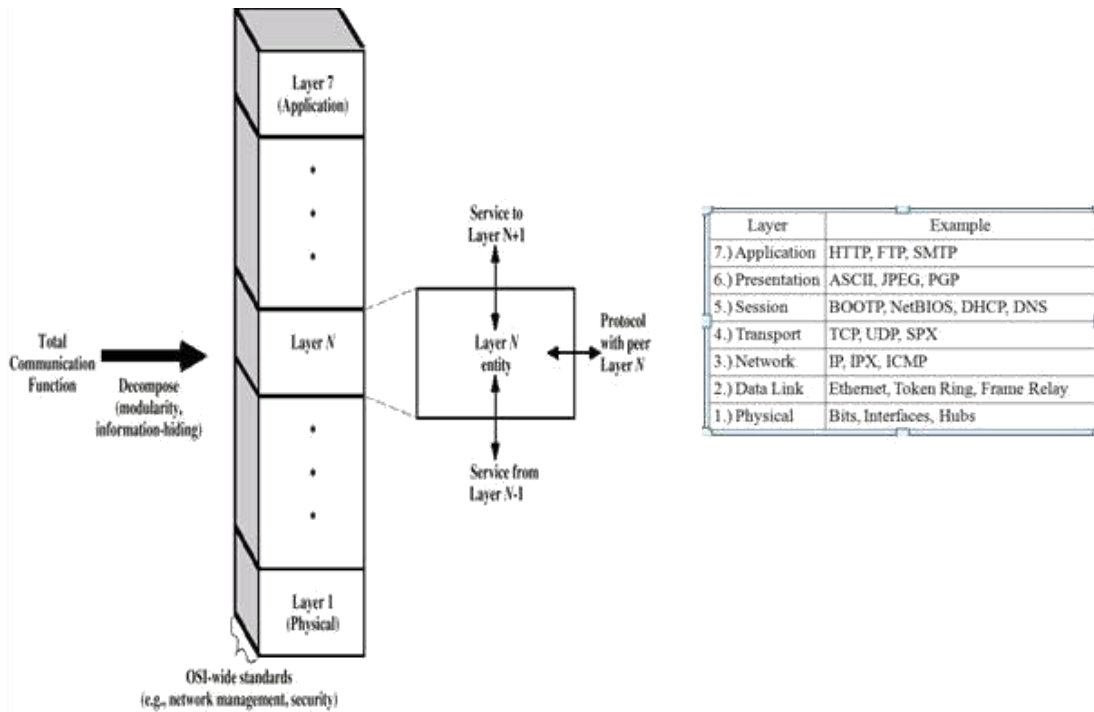 Layer 7
(Application)
Total
Communication
Function
Decompose
(modularity,
information-hiding)
Layer N
Service to
Layer N+1
Layer N
entity
Protocol
with peer
Layer N
Service from
Layer N-1
Layer 1
(Physical)
OSI-wide standards
(e.g., network management, security)
Layer Example
7.) Application HTTP, FTP, SMTP
6.) Presentation ASCII, JPEG, PGP
5.) Session BOOTP, NetBIOS, DHCP, DNS
4.) Transport TCP, UDP, SPX
3.) Network IP, IPX, ICMP
2.) Data Link Ethernet, Token Ring, Frame Relay
1.) Physical Bits, Interfaces, Hubs